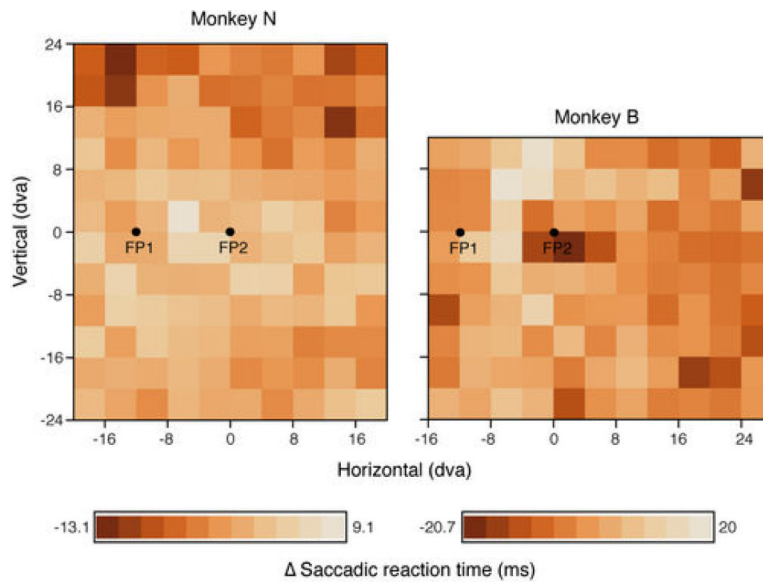 Monkey N
24
16
8
0
-8
-16
-24
Vertical (dva)
FP1
FP2
-16
-8
0
8
16
Monkey B
FP1
FP2
-16
-8
0
8
16
24
Horizontal (dva)
-13.1
9.1
-20.7
20
Δ Saccadic reaction time (ms)